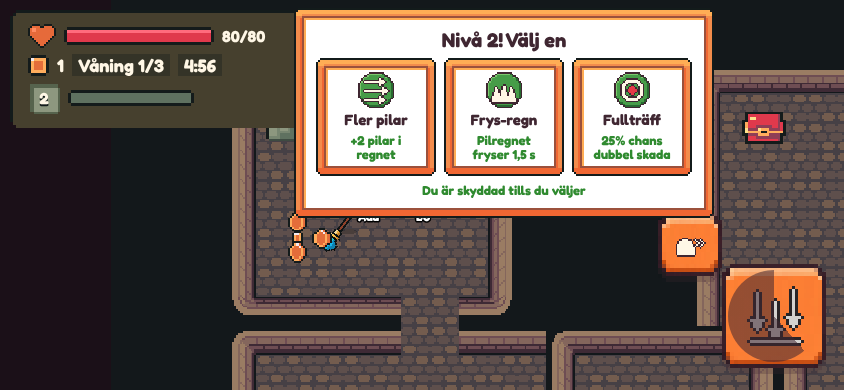 80/80
1 Våning 1/3 4:56
2
Nivå 2! Välj en
Fler pilar
+2 pilar i
regnet
Frys-regn
Pilregnet
fryser 1,5 s
Fullträff
25% chans
dubbel skada
Du är skyddad tills du väljer